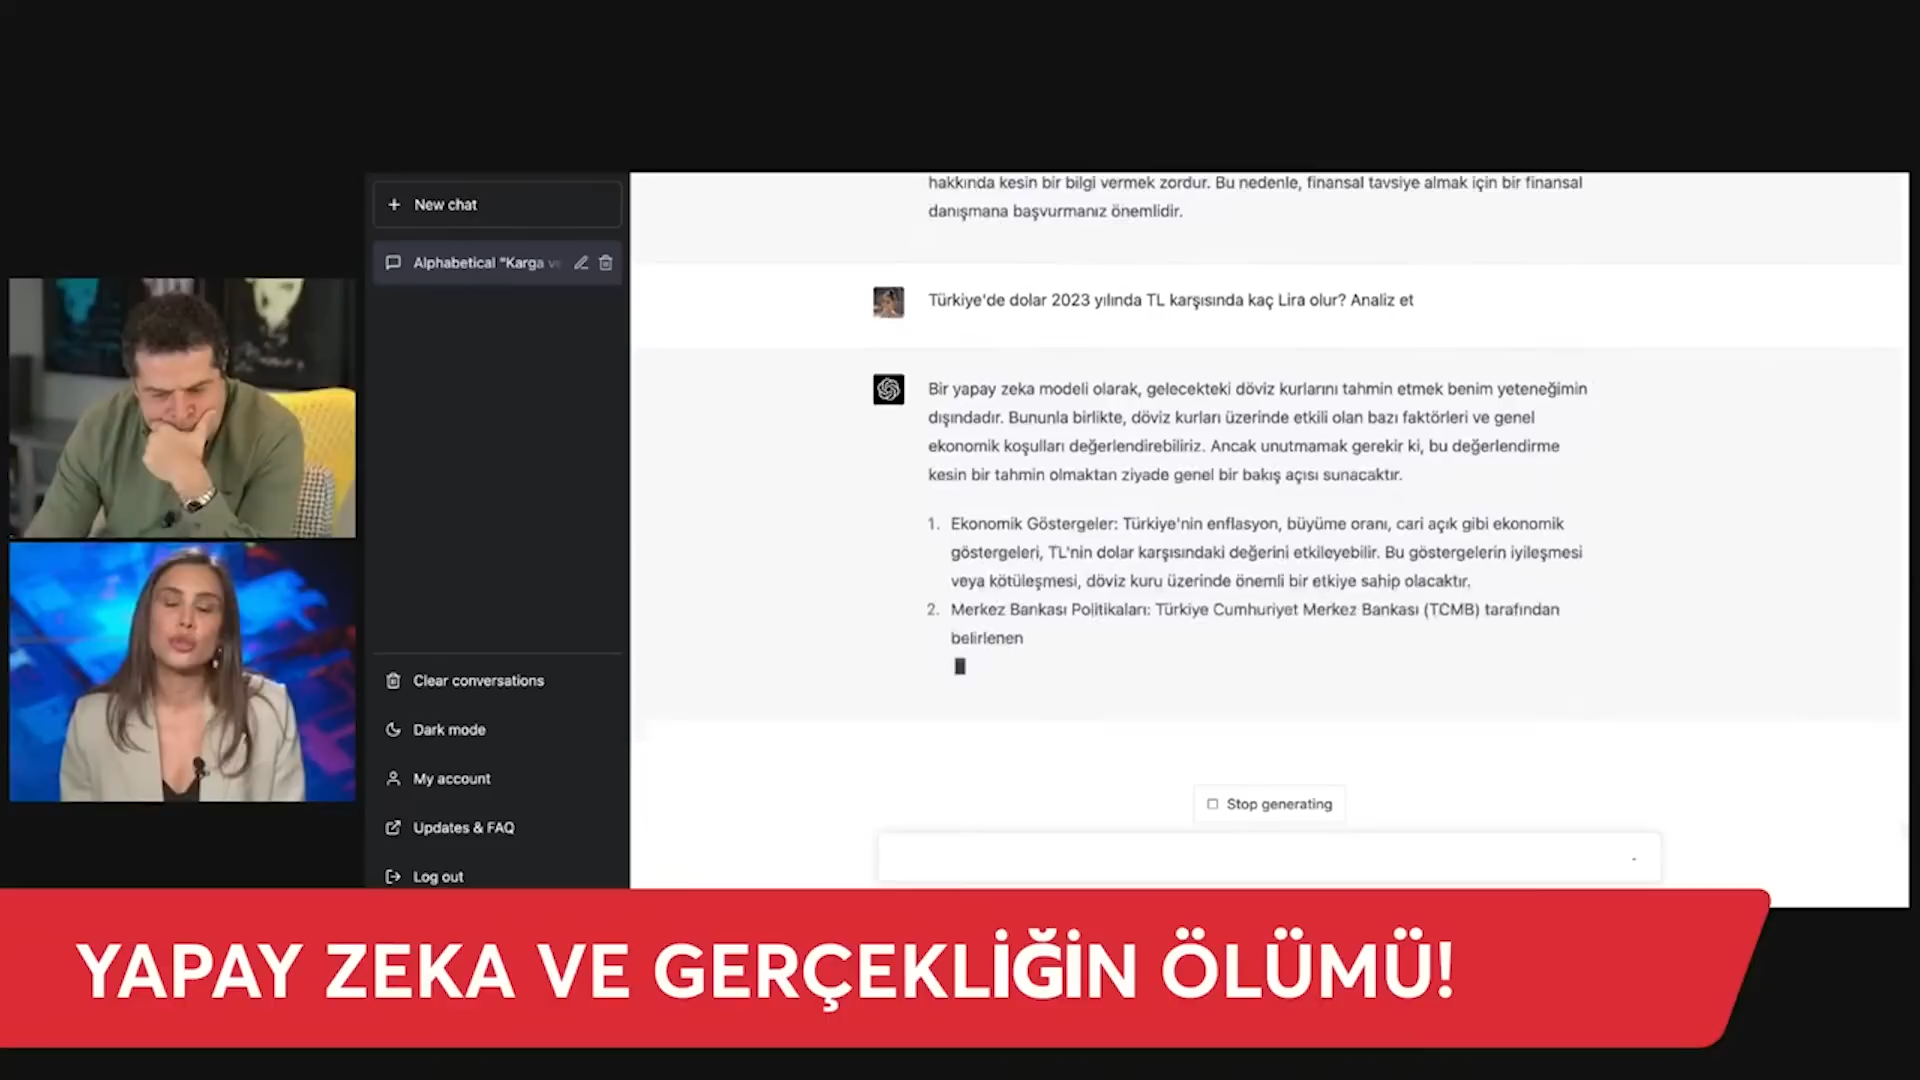 New chat
Alphabetical "Karga ve
Clear conversations
Dark mode
My account
Updates & FAQ
Log out
hakkında kesin bir bilgi vermek zordur. Bu nedenle, finansal tavsiye almak için bir finansal
danışmana başvurmanız önemlidir.
Türkiye'de dolar 2023 yılında TL karşısında kaç Lira olur? Analiz et
Bir yapay zeka modeli olarak, gelecekteki döviz kurlarını tahmin etmek benim yeteneğimin
dışındadır. Bununla birlikte, döviz kurları üzerinde etkili olan bazı faktörleri ve genel
ekonomik koşulları değerlendirebiliriz. Ancak unutmamak gerekir ki, bu değerlendirme
kesin bir tahmin olmaktan ziyade genel bir bakış açısı sunacaktır.
1. Ekonomik Göstergeler: Türkiye'nin enflasyon, büyüme oranı, cari açık gibi ekonomik
göstergeleri, TL'nin dolar karşısındaki değerini etkileyebilir. Bu göstergelerin iyileşmesi
veya kötüleşmesi, döviz kuru üzerinde önemli bir etkiye sahip olacaktır.
2. Merkez Bankası Politikaları: Türkiye Cumhuriyet Merkez Bankası (TCMB) tarafından
belirlenen
Stop generating
YAPAY ZEKA VE GERÇEKLİĞİN ÖLÜMÜ!